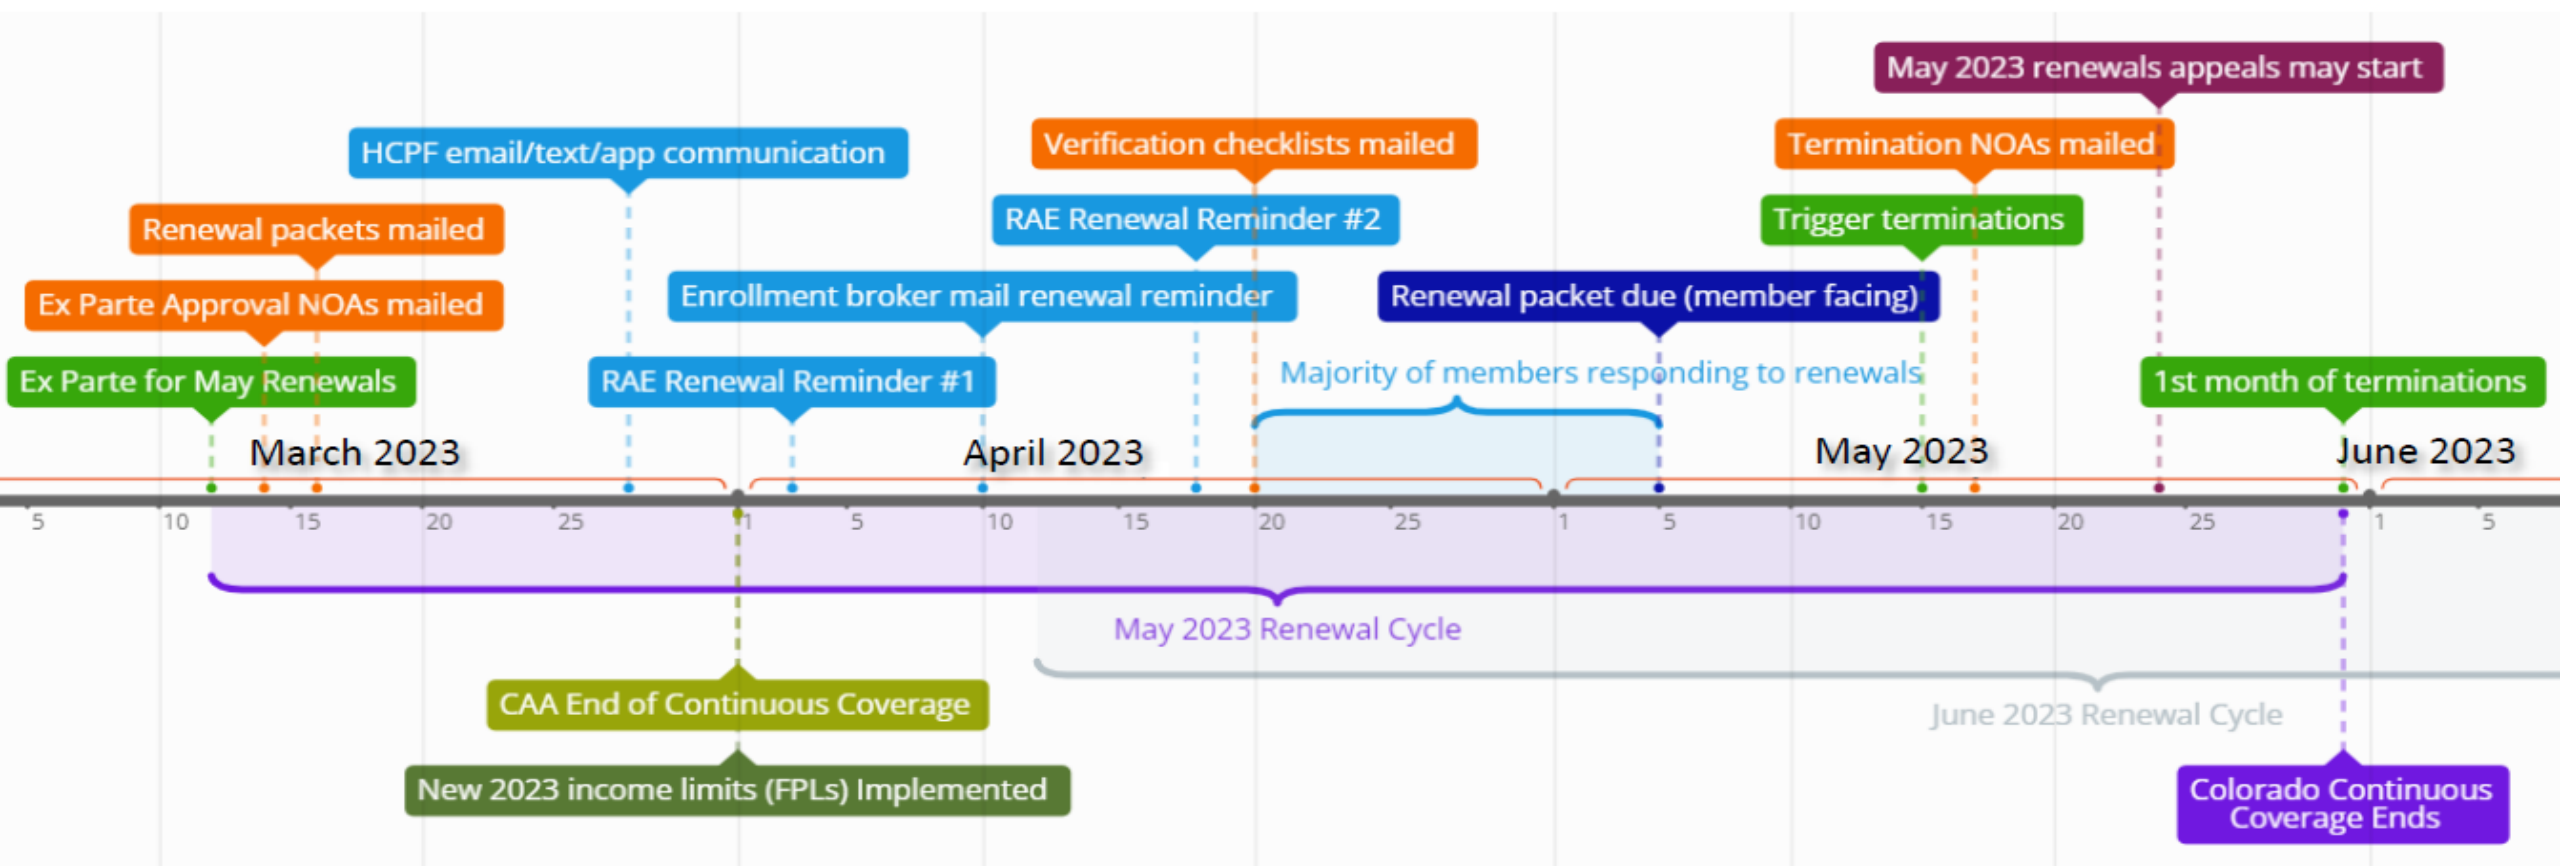 May 2023 renewals appeals may start
HCPF email/text/app communication
Verification checklists mailed
Termination NOAs mailed
Renewal packets mailed
RAE Renewal Reminder #2
Trigger terminations
Ex Parte Approval NOAs mailed
Enrollment broker mail renewal reminder
Renewal packet due (member facing)
Majority of members responding to renewals
Ex Parte for May Renewals
RAE Renewal Reminder #1
1st month of terminations
March 2023
April 2023
May 2023
June 2023
5 10 15 20 25 1 5 10 15 20 25 1 5 10 15 20 25 1 5
May 2023 Renewal Cycle
CAA End of Continuous Coverage
June 2023 Renewal Cycle
New 2023 income limits (FPLs) Implemented
Colorado Continuous
Coverage Ends